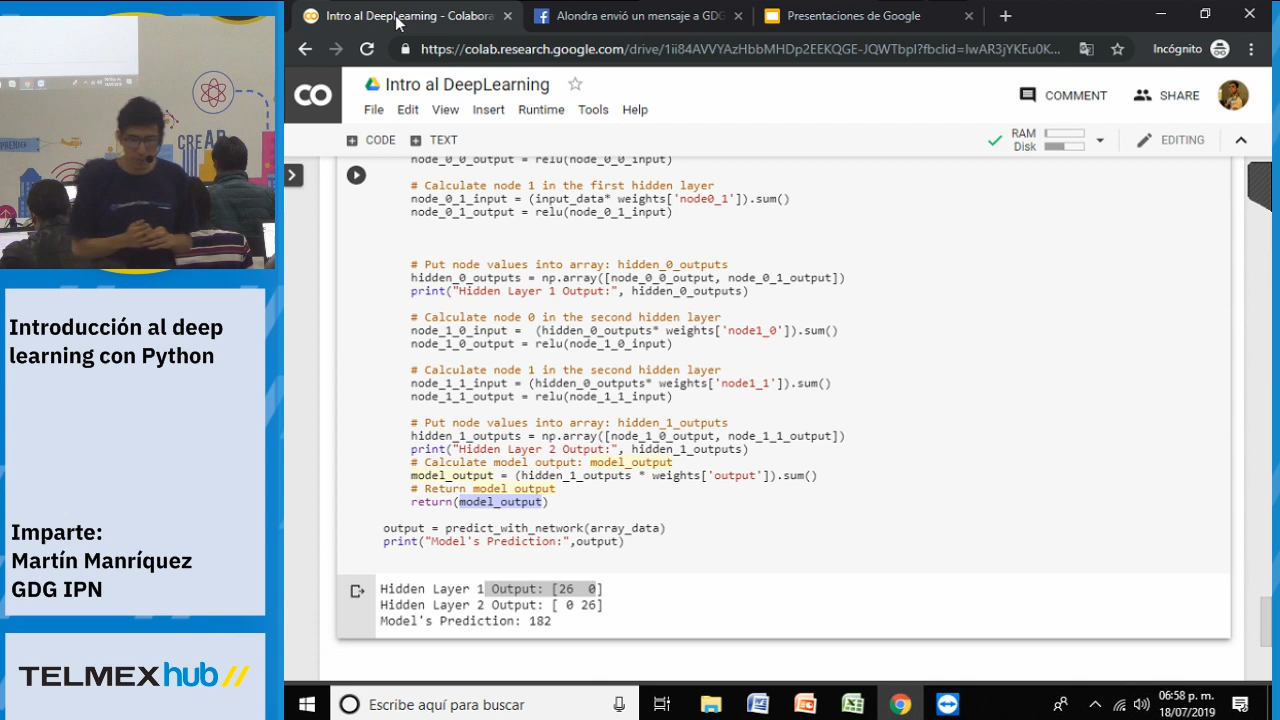 CREAR
PRENDER
Introducción al deep
learning con Python
Imparte:
Martín Manríquez
GDG IPN
TELMEXhub//
Intro al DeepLearning - Colabora
Alondra envió un mensaje a GDG
Presentaciones de Google
https://colab.research.google.com/drive/1ii84AVVYAzHbbMHDp2EEKQGE-JQWTbpl?fbclid=IwAR3jYKEu0K...
Incógnito
Intro al DeepLearning
File Edit View Insert Runtime Tools Help
COMMENT
SHARE
CODE
TEXT
RAM
Disk
EDITING
node_0_0_output = relu(node_0_0_input)
# Calculate node 1 in the first hidden layer
node_0_1_input = (input_data* weights['node0_1']).sum()
node_0_1_output = relu(node_0_1_input)
# Put node values into array: hidden_0_outputs
hidden_0_outputs = np.array([node_0_0_output, node_0_1_output])
print("Hidden Layer 1 Output:", hidden_0_outputs)
# Calculate node 0 in the second hidden layer
node_1_0_input =  (hidden_0_outputs* weights['node1_0']).sum()
node_1_0_output = relu(node_1_0_input)
# Calculate node 1 in the second hidden layer
node_1_1_input = (hidden_0_outputs* weights['node1_1']).sum()
node_1_1_output = relu(node_1_1_input)
# Put node values into array: hidden_1_outputs
hidden_1_outputs = np.array([node_1_0_output, node_1_1_output])
print("Hidden Layer 2 Output:", hidden_1_outputs)
# Calculate model output: model_output
model_output = (hidden_1_outputs * weights['output']).sum()
# Return model output
return(model_output)
output = predict_with_network(array_data)
print("Model's Prediction:",output)
Hidden Layer 1 Output: [26  0]
Hidden Layer 2 Output: [ 0 26]
Model's Prediction: 182
Escribe aquí para buscar
06:58 p. m.
18/07/2019